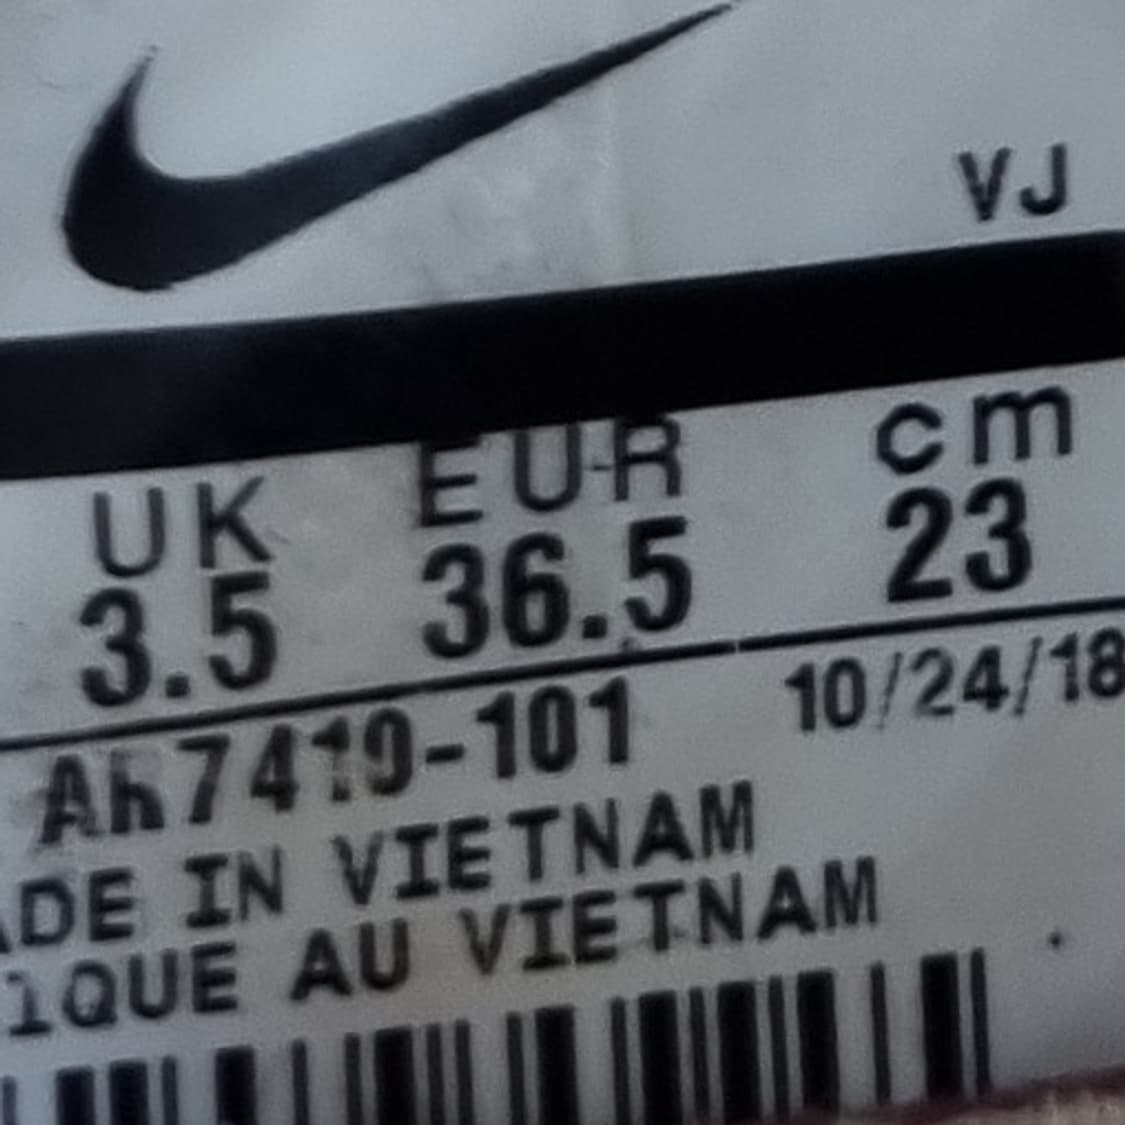 VJ
UK EUR cm
3.5 36.5 23
10/24/18
ADE IN VIETNAM
IQUE AU VIETNAM